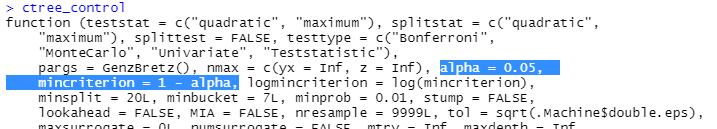 > ctree_control
function (teststat = c("quadratic", "maximum"), splitstat = c("quadratic",
"maximum"), splittest = FALSE, testtype = c("Bonferroni",
"MonteCarlo", "Univariate", "Teststatistic"),
pargs = GenzBretz(), nmax = c(yx = Inf, z = Inf), alpha = 0.05,
mincriterion = 1 - alpha, logmincriterion = log(mincriterion),
minsplit = 20L, minbucket = 7L, minprob = 0.01, stump = FALSE,
lookahead = FALSE, MIA = FALSE, nresample = 9999L, tol = sqrt(.Machine$double.eps),
maxsurrogate = 0L, numsurrogate = FALSE, mtry = Inf, maxdepth = Inf,